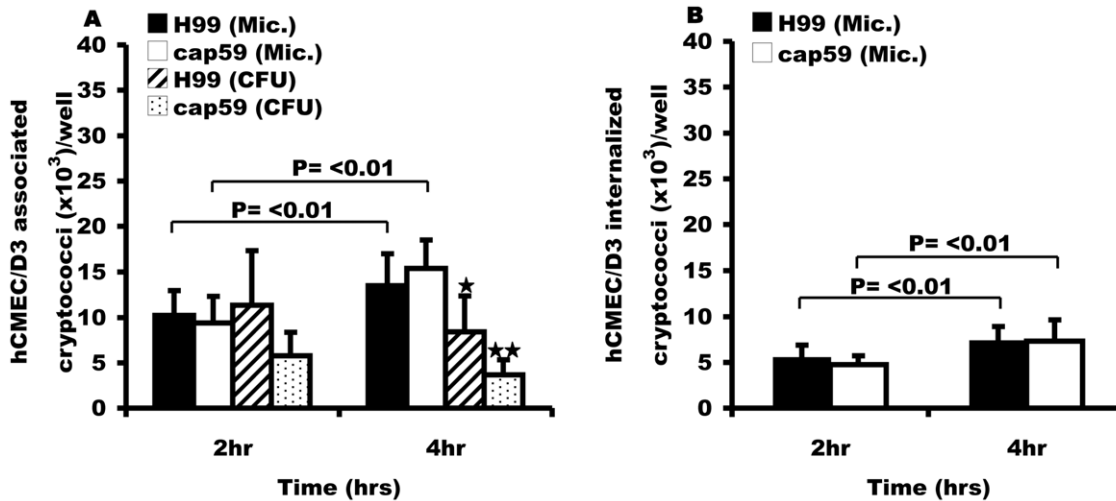 A
H99 (Mic.)
cap59 (Mic.)
H99 (CFU)
cap59 (CFU)
hCMEC/D3 associated
cryptococci (x10³)/well
40
35
30
25
20
15
10
5
0
P= <0.01
P= <0.01
★
★★
2hr
4hr
Time (hrs)
B
H99 (Mic.)
cap59 (Mic.)
hCMEC/D3 internalized
cryptococci (x10³)/well
40
35
30
25
20
15
10
5
0
P= <0.01
P= <0.01
2hr
4hr
Time (hrs)